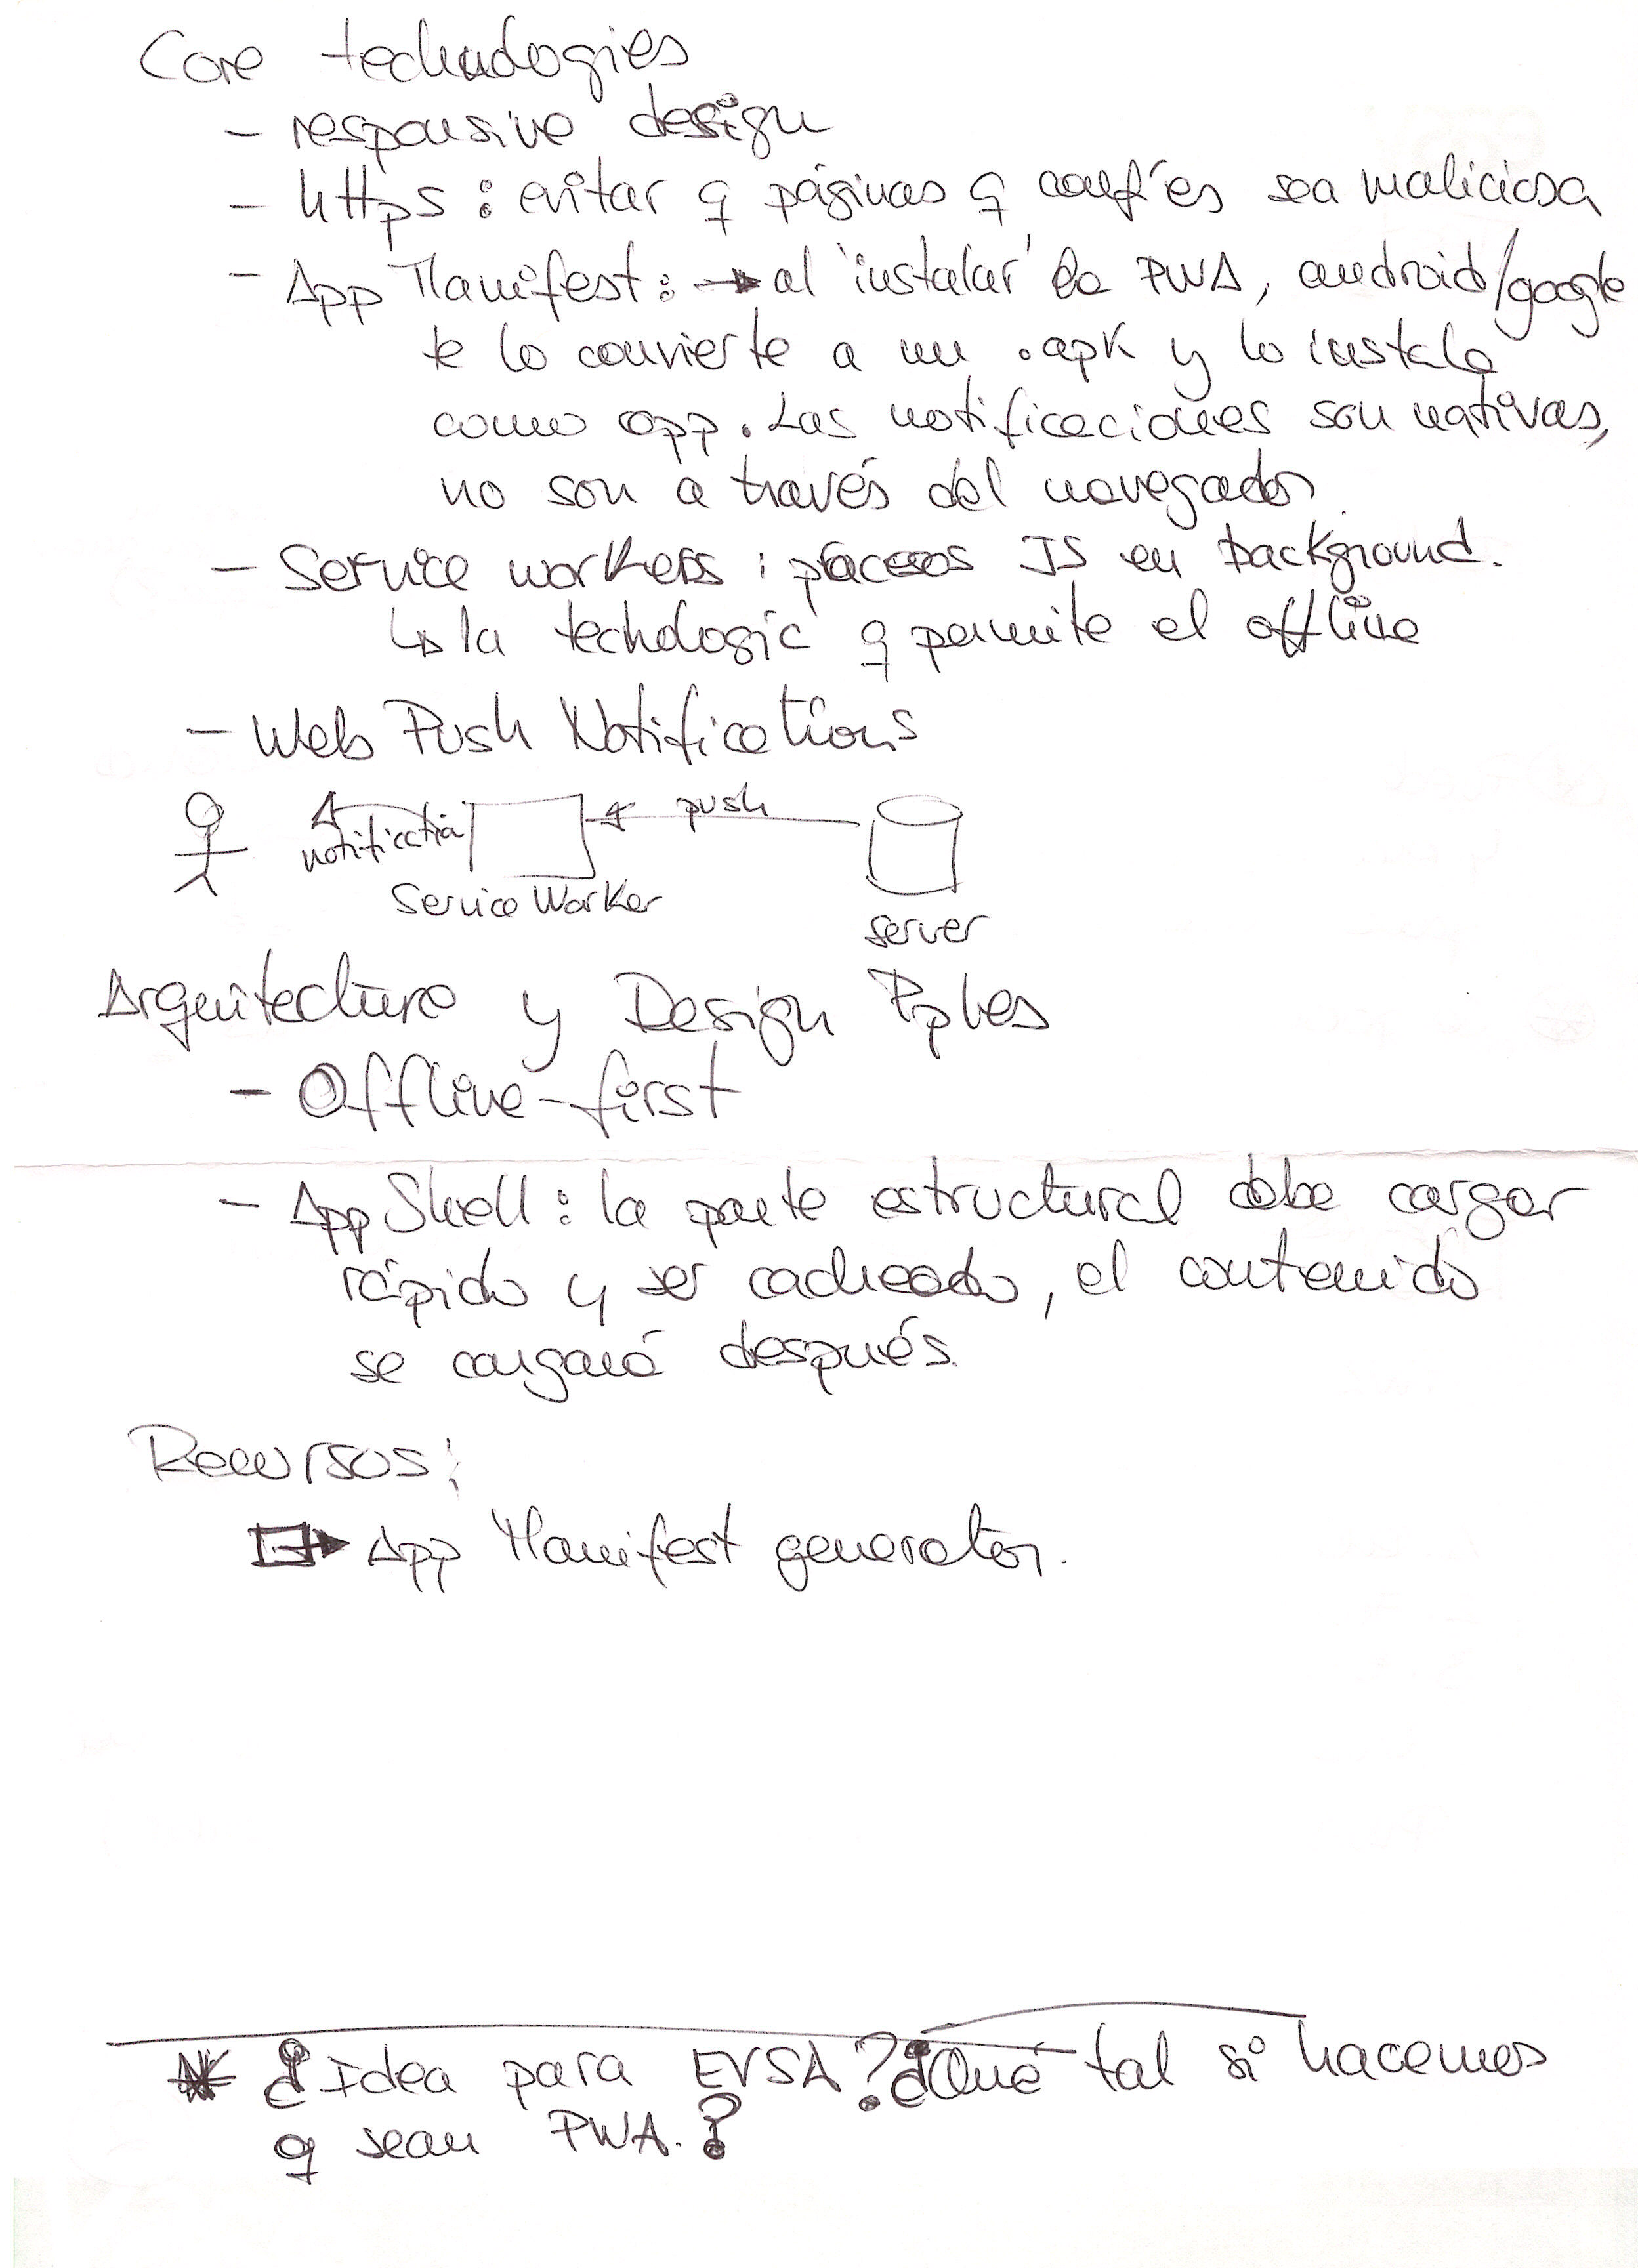 Core technologies
- responsive design
- https : evitar q páginas q conf´es sea maliciosa
- App Manifest : → al 'instalar' la PWA, android/google
te lo convierte a un .apk y lo instala
como app. Las notificaciones son nativas,
no son a través del navegador
- Service workers : procesos JS en background.
↳ la techologíc q permite el offline
- Web Push Notifications
notificatió
push
Service Worker
server
Arquitectura y Design Pples
- Offline-first
- App Shell : la parte estructural debe cargar
rápido y ser cacheado, el contenido
se cargará después.
Recursos:
→ App Manifest generator.
* ¿Idea para EVSA? ¿Qué tal si hacemos
q sean PWA.?